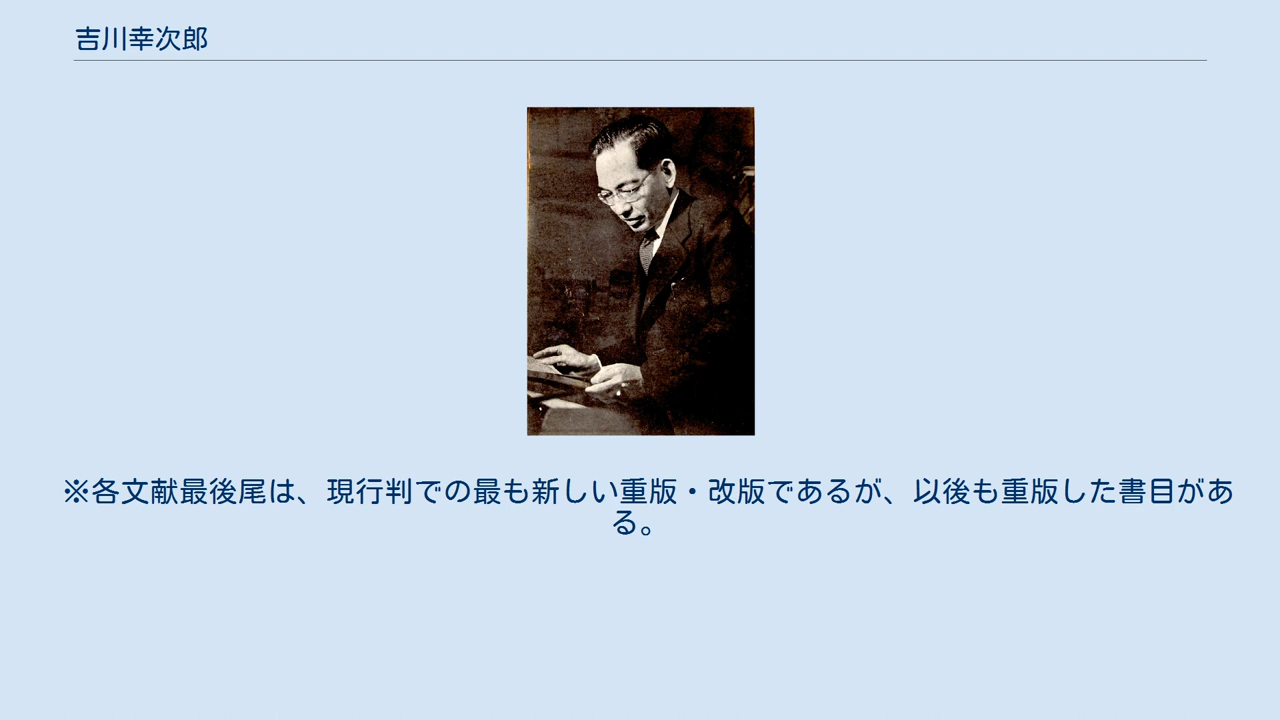 吉川幸次郎
※各文献最後尾は、現行判での最も新しい重版・改版であるが、以後も重版した書目があ
る。